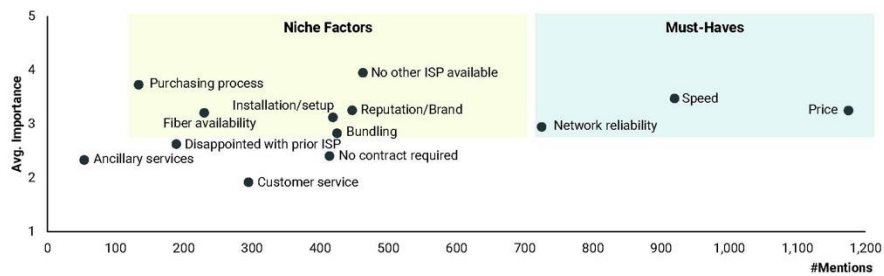 Niche Factors
Must-Haves
Avg. Importance
5
4
3
2
1
No other ISP available
Purchasing process
Speed
Installation/setup
Reputation/Brand
Price
Fiber availability
Bundling
Network reliability
Disappointed with prior ISP
Ancillary services
No contract required
Customer service
0
100
200
300
400
500
600
700
800
900
1,000
1,100
1,200
#Mentions